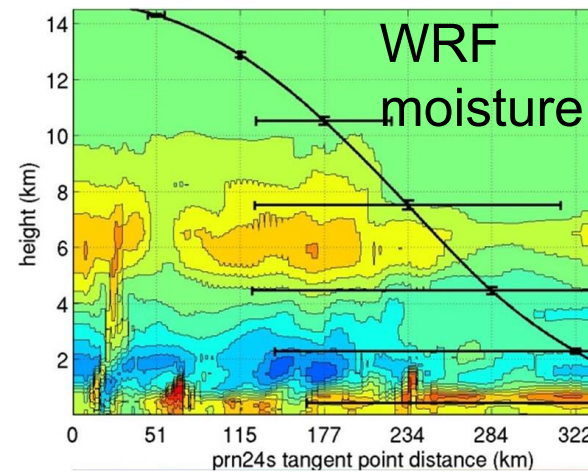 WRF
moisture
14
12
10
8
6
4
2
height (km)
0 51 115 177 234 284 322
prn24s tangent point distance (km)